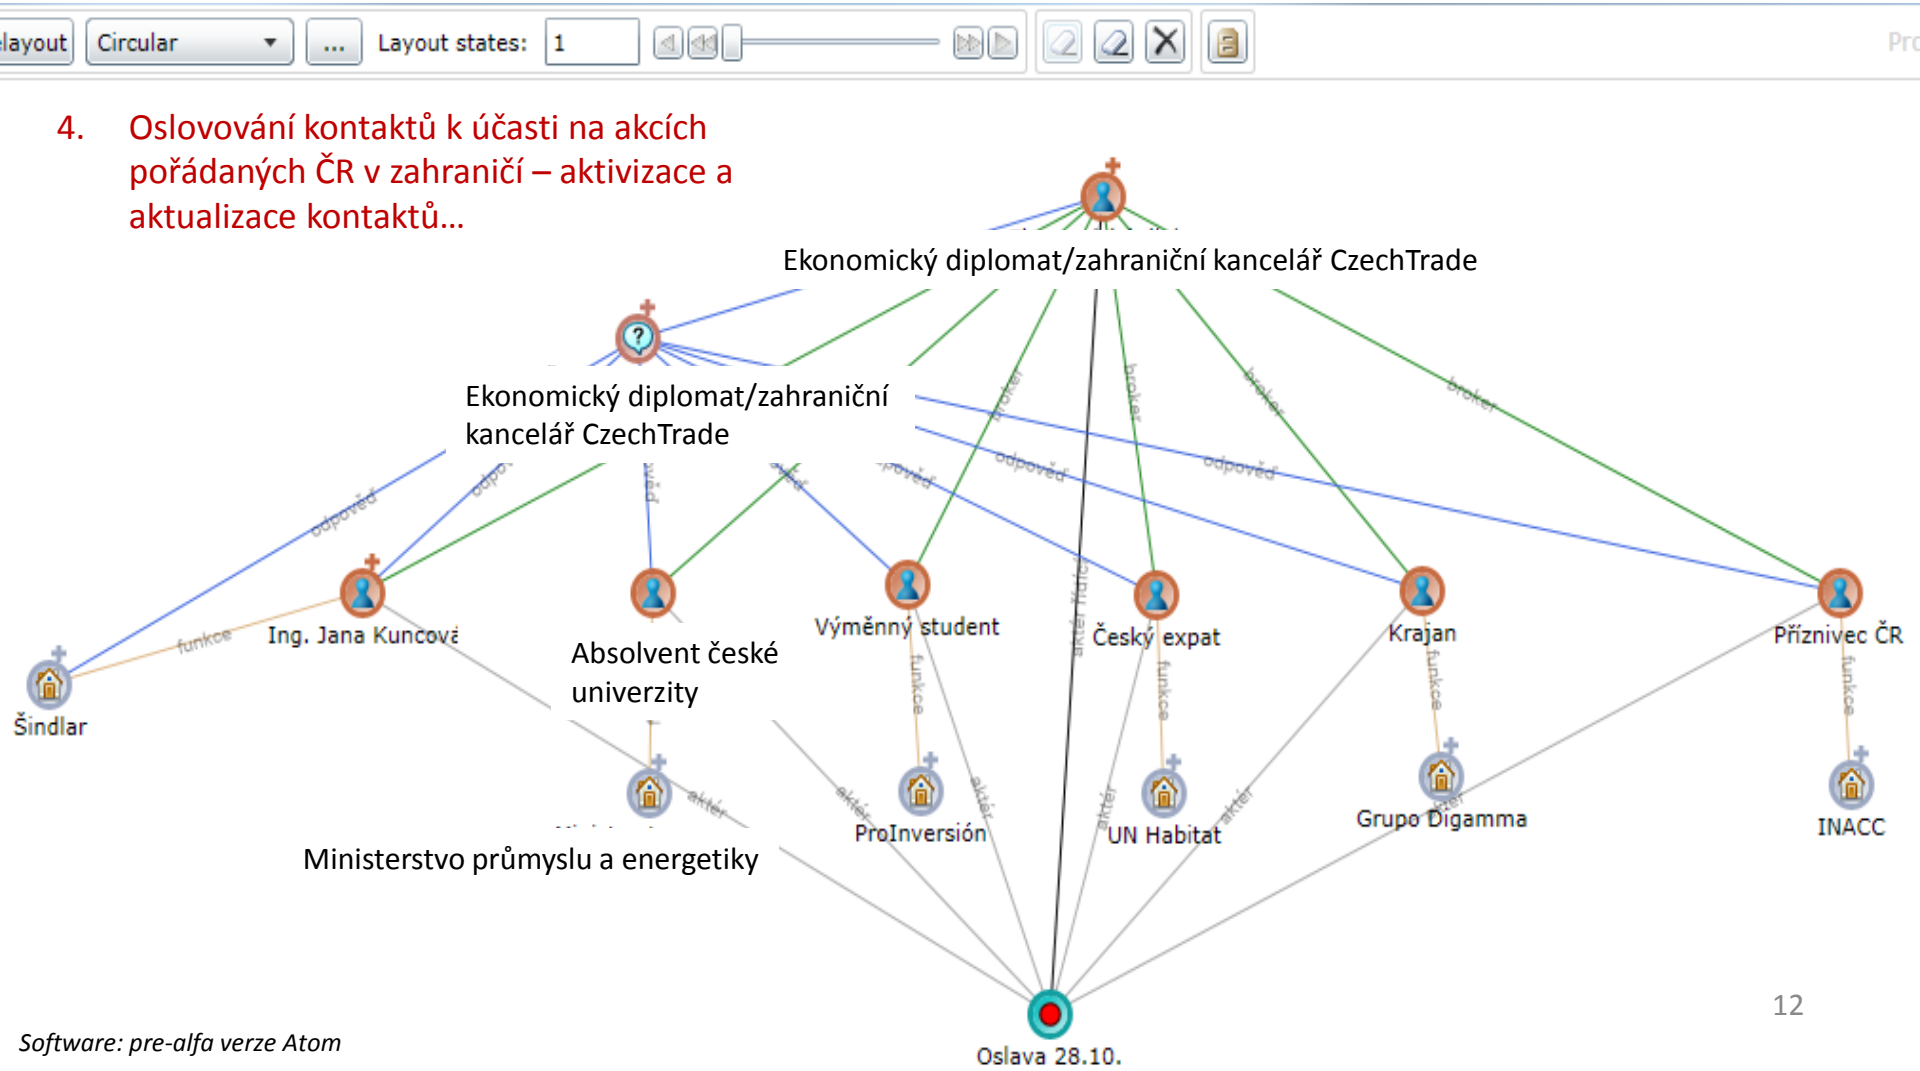 Circular
...
Layout states:
1
4. Oslovování kontaktů k účasti na akcích
pořádaných ČR v zahraničí – aktivizace a
aktualizace kontaktů...
Ekonomický diplomat/zahraniční kancelář CzechTrade
?
Ekonomický diplomat/zahraniční
kancelář CzechTrade
broker
broker
broker
broker
odpověď
odpověď
odpověď
funkce
Ing. Jana Kuncová
Absolvent české
univerzity
Výměnný student
Český expat
Krajan
Příznivec ČR
Šindlar
funkce
funkce
funkce
funkce
aktér řídící
aktér
aktér
aktér
aktér
aktér
ProInversión
UN Habitat
Grupo Digamma
INACC
Ministerstvo průmyslu a energetiky
12
Software: pre-alfa verze Atom
Oslava 28.10.